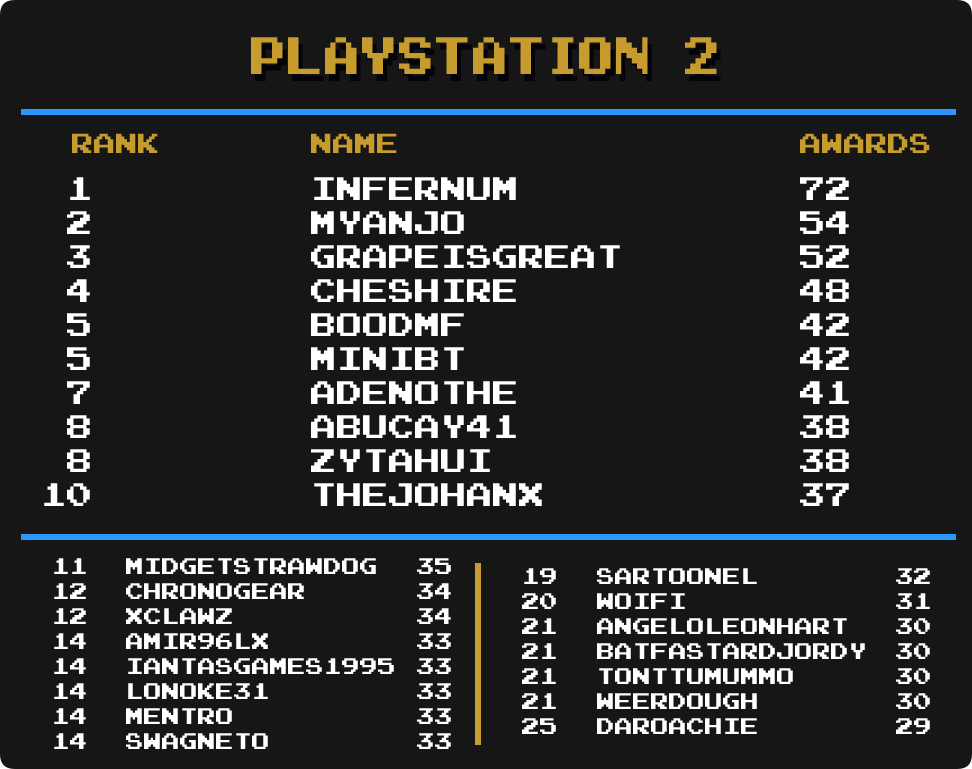 PLAYSTATION 2
RANK NAME AWARDS
1 INFERNUM 72
2 MYANJO 54
3 GRAPEISGREAT 52
4 CHESHIRE 48
5 BOODMF 42
5 MINIBT 42
7 ADENOTHE 41
8 ABUCAY41 38
8 ZYTAHUI 38
10 THEJOHANX 37
11 MIDGETSTRAWDOG 35
12 CHRONOGEAR 34
12 XCLAWZ 34
14 AMIR96LX 33
14 IANTASGAMES1995 33
14 LONOKE31 33
14 MENTRO 33
14 SWAGNETO 33
19 SARTOONEL 32
20 WOIFI 31
21 ANGELOLEONHART 30
21 BATFASTARDJORDY 30
21 TONTTUMUMMO 30
21 WEERDOUGH 30
25 DAROACHIE 29